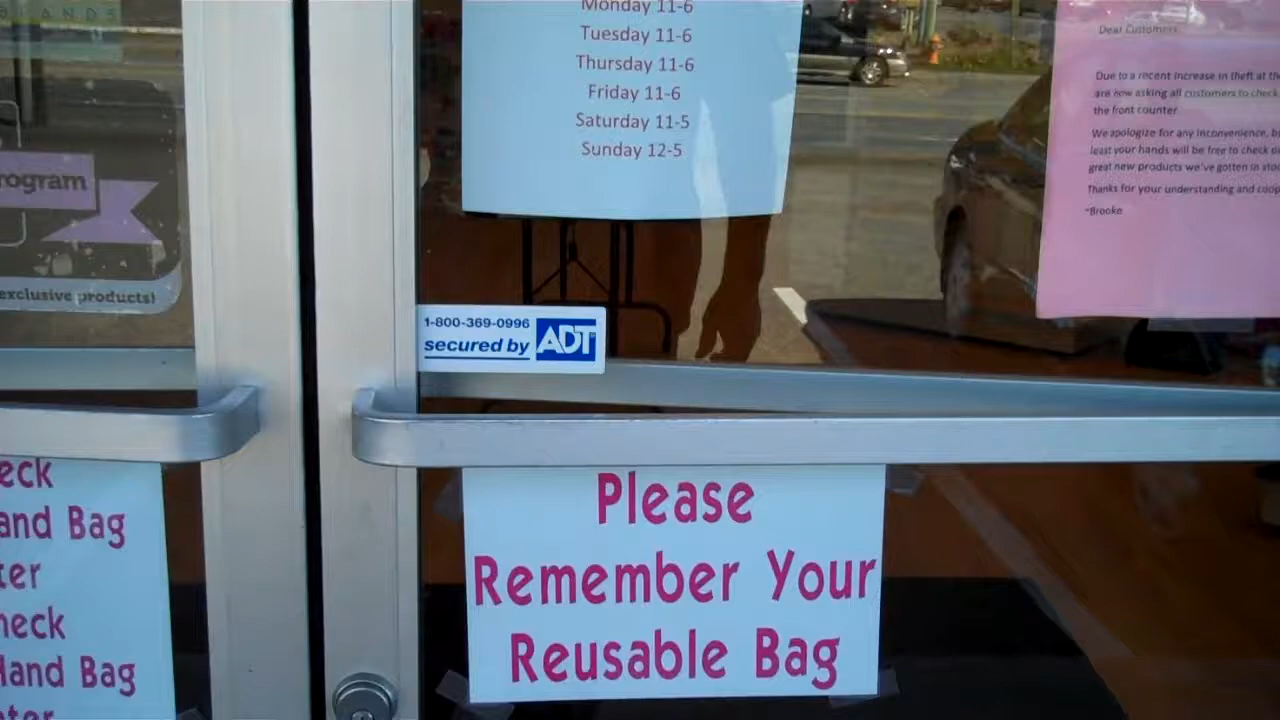 LANDS
rogram
exclusive products!
eck
and Bag
ter
heck
Hand Bag
ter
Monday 11-6
Tuesday 11-6
Thursday 11-6
Friday 11-6
Saturday 11-5
Sunday 12-5
1-800-369-0996
secured by ADT
Please
Remember Your
Reusable Bag
Dear Customers
Due to a recent increase in theft at the
are now asking all customers to check
the front counter.
We apologize for any inconvenience, b
least your hands will be free to check o
great new products we've gotten in sto
Thanks for your understanding and coop
~Brooke